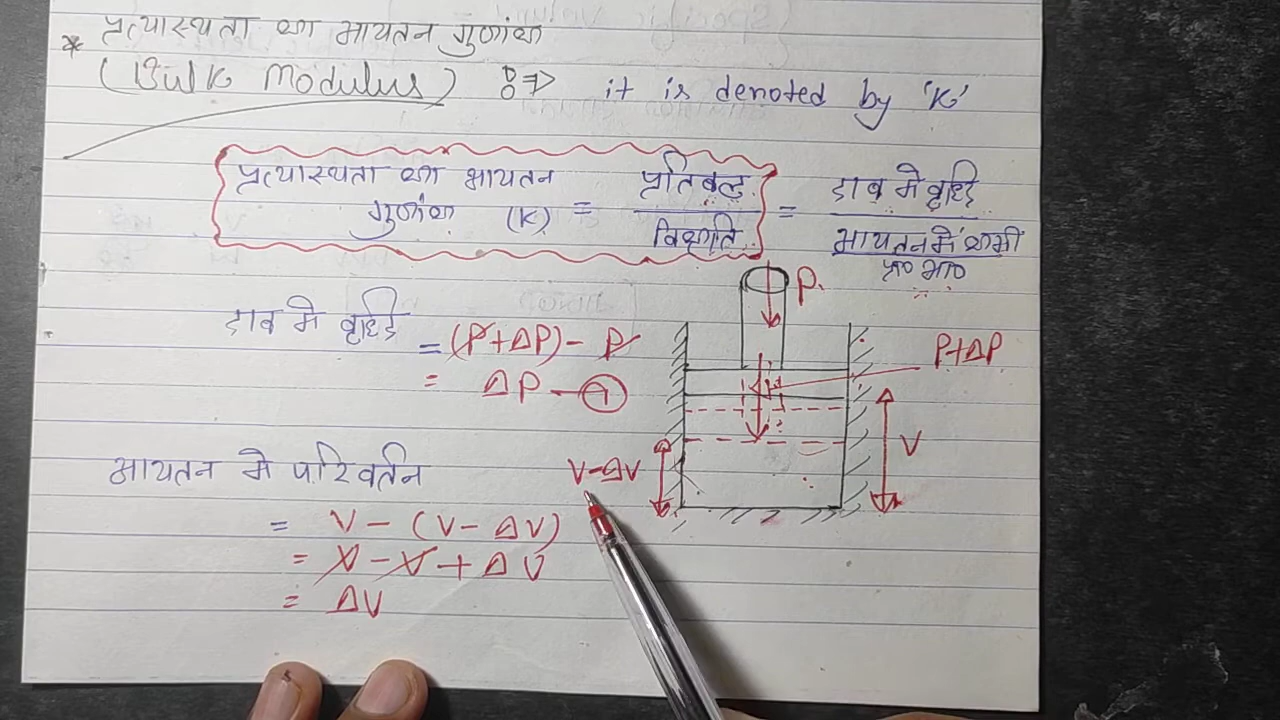 * प्रत्यास्थता का आयतन गुणांक
(Bulk Modulus) ⇒ it is denoted by 'K'
प्रत्यास्थता का आयतन गुणांक (K) = प्रतिबल / विकृति = दाब मे वृद्धि / आयतन में कमी
दाब मे वृद्धि = (P+ΔP) - P
= ΔP - ①
P.
P+ΔP
V
आयतन मे परिवर्तन
V-ΔV
= V - (V - ΔV)
= V - V + ΔV
= ΔV